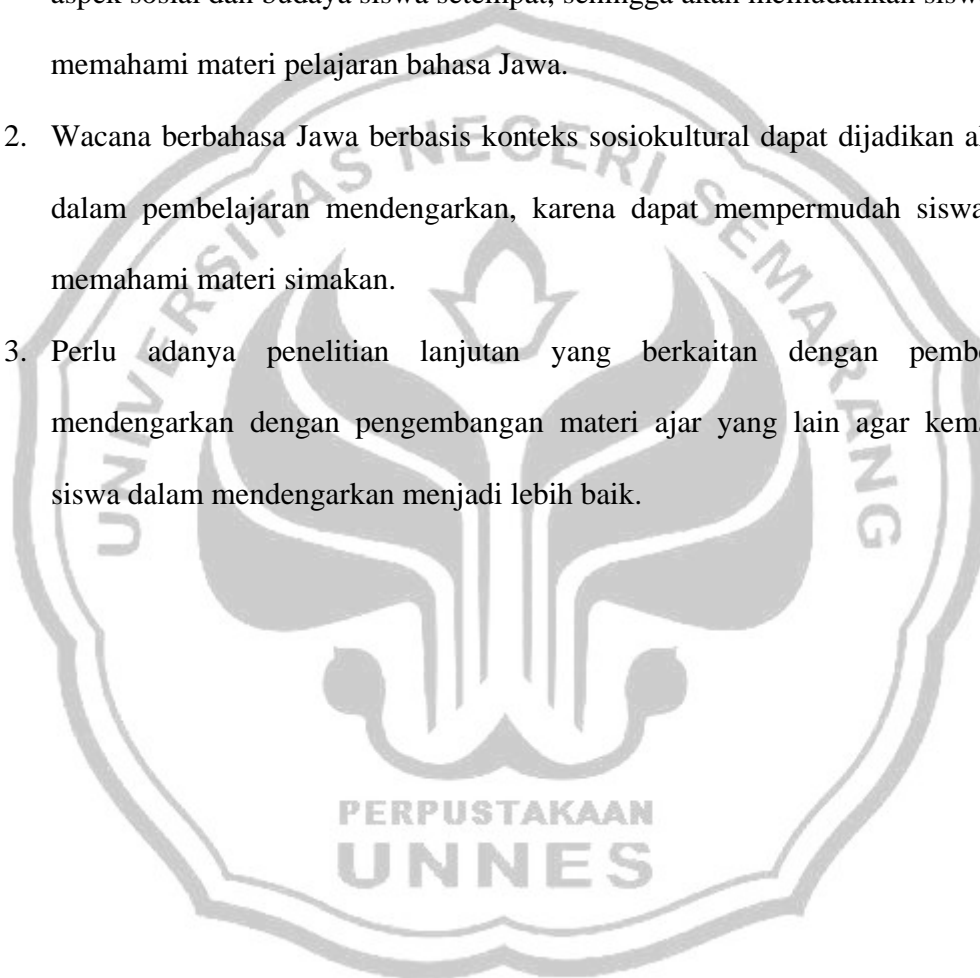 aspek sosial dan budaya siswa setempat, sehingga akan memudahkan
memahami materi pelajaran bahasa Jawa.
2. Wacana berbahasa Jawa berbasis konteks sosiokultural dapat dijadikan
dalam pembelajaran mendengarkan, karena dapat mempermudah siswa
memahami materi simakan.
3. Perlu adanya penelitian lanjutan yang berkaitan dengan
mendengarkan dengan pengembangan materi ajar yang lain agar
siswa dalam mendengarkan menjadi lebih baik.
UNIVERSITAS NEGERI SEMARANG
PERPUSTAKAAN
UNNES